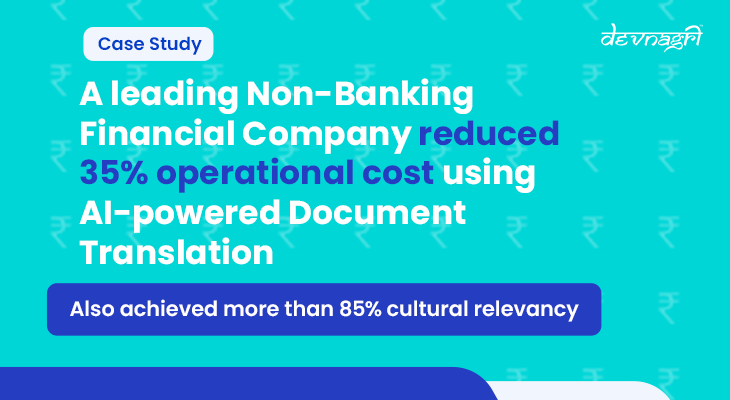 Case Study
devnagri
A leading Non-Banking
Financial Company reduced
35% operational cost using
AI-powered Document
Translation
Also achieved more than 85% cultural relevancy